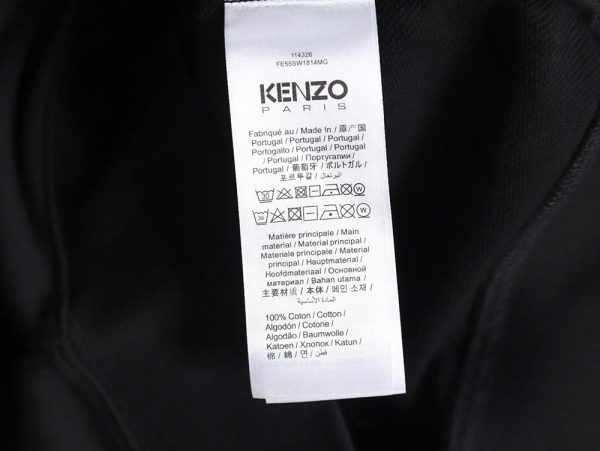 114326
FE55SW1814MG
KENZO
PARIS
Fabriqué au / Made In / 原产国
Portugal / Portugal / Portugal /
Portogallo / Portugal / Portugal
/ Portugal / Португалии /
Portugal / 葡萄牙 / ポルトガル /
포르투갈 / البرتغال
30 W
30 W
Matière principale / Main
material / Material principal /
Materiale principale / Material
principal / Hauptmaterial /
Hoofdmateriaal / Основной
материал / Bahan utama /
主要材质 / 本体 / 메인 소재 /
المادة الأساسية
100% Coton / Cotton /
Algodón / Cotone /
Algodão / Baumwolle /
Katoen / Хлопок / Katun /
棉 / 綿 / 면 / قطن